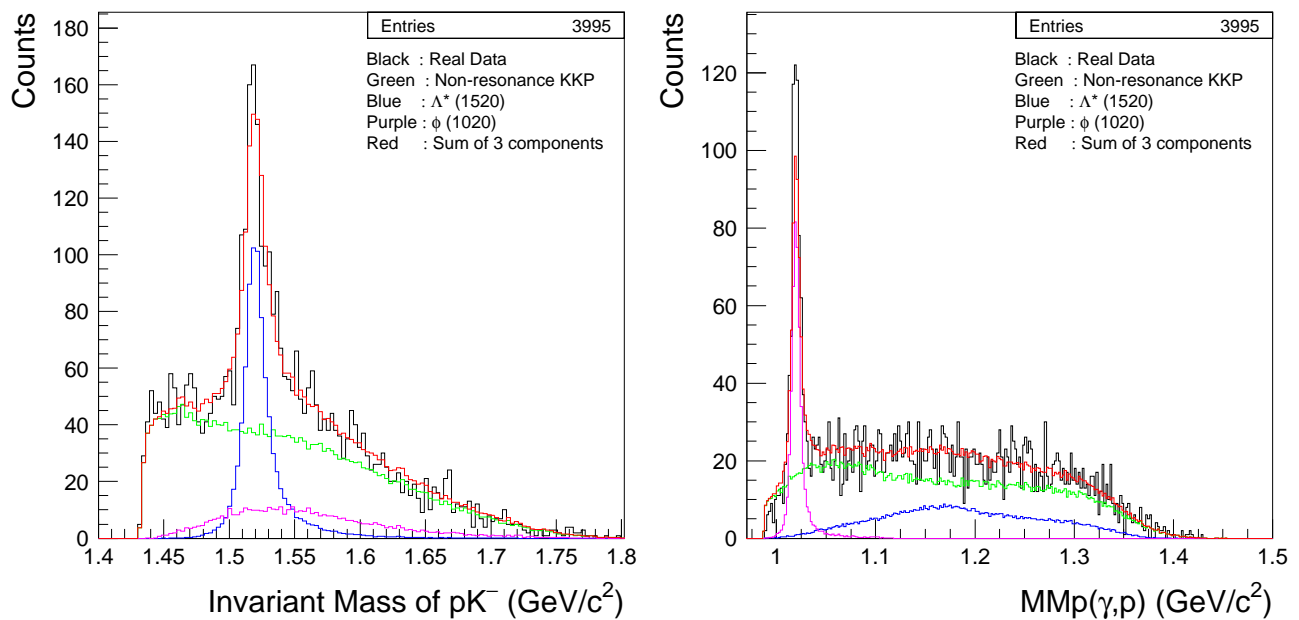 Entries 3995
Black : Real Data
Green : Non-resonance KKP
Blue : Λ* (1520)
Purple : ϕ (1020)
Red : Sum of 3 components
Counts
180
160
140
120
100
80
60
40
20
0
1.4 1.45 1.5 1.55 1.6 1.65 1.7 1.75 1.8
Invariant Mass of pK⁻ (GeV/c²)
Entries 3995
Black : Real Data
Green : Non-resonance KKP
Blue : Λ* (1520)
Purple : ϕ (1020)
Red : Sum of 3 components
Counts
120
100
80
60
40
20
0
1 1.1 1.2 1.3 1.4 1.5
MMp(γ,p) (GeV/c²)